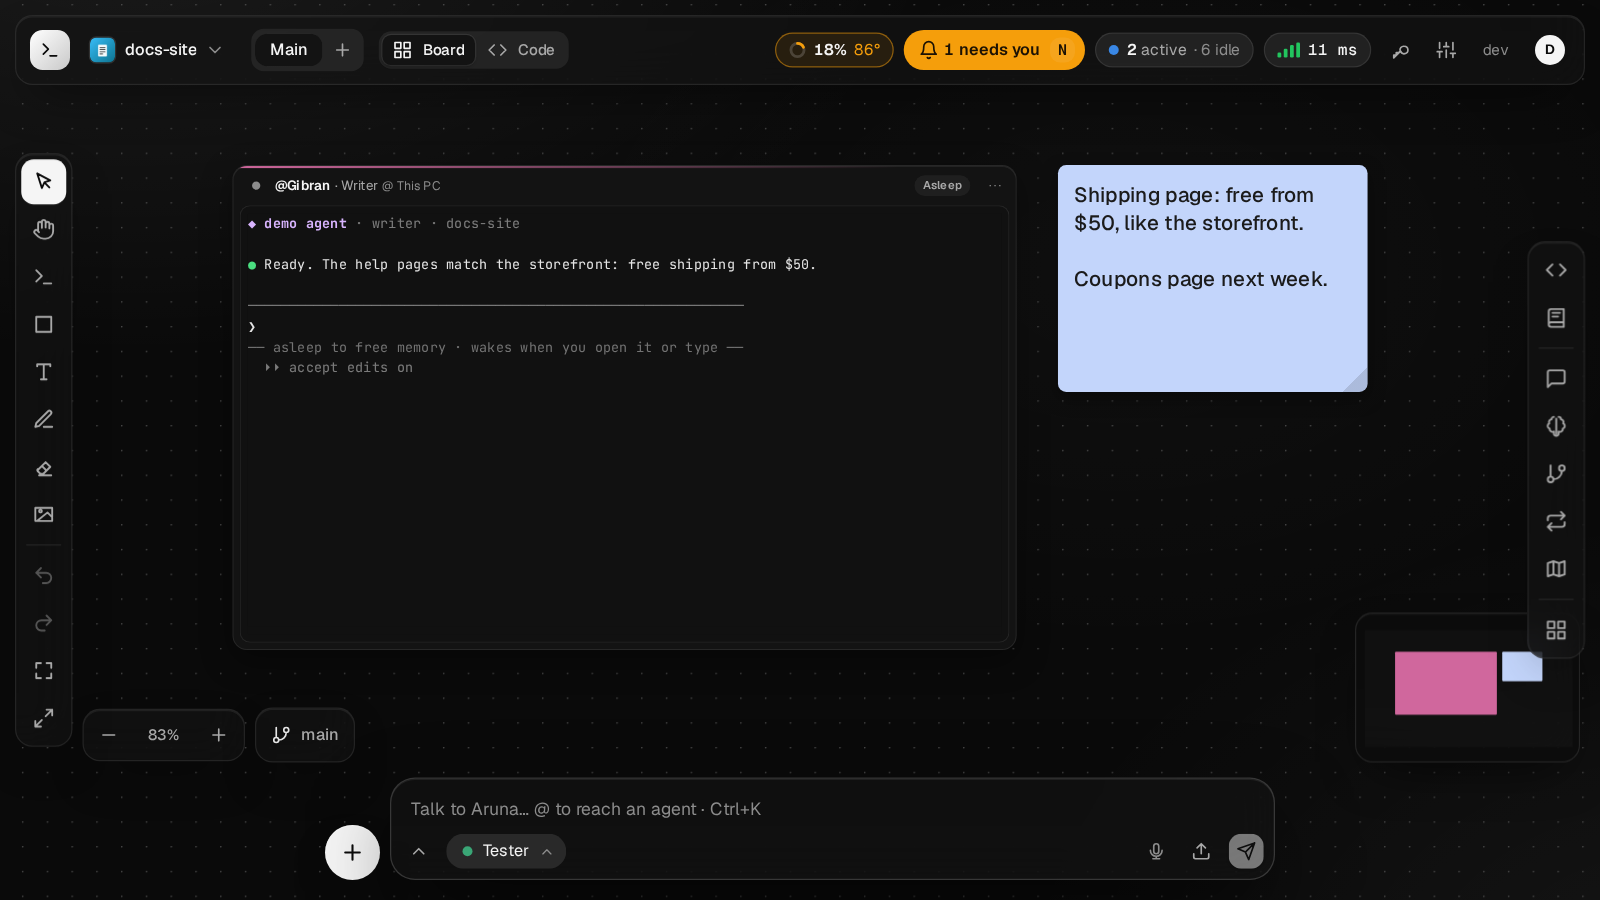 docs-site
Main
Board
Code
18% 86°
1 needs you N
2 active · 6 idle
11 ms
dev
D
@Gibran · Writer @ This PC
Asleep
◆ demo agent · writer · docs-site
● Ready. The help pages match the storefront: free shipping from $50.
❯
── asleep to free memory · wakes when you open it or type ──
⏵⏵ accept edits on
Shipping page: free from
$50, like the storefront.
Coupons page next week.
83%
main
Talk to Aruna... @ to reach an agent · Ctrl+K
Tester